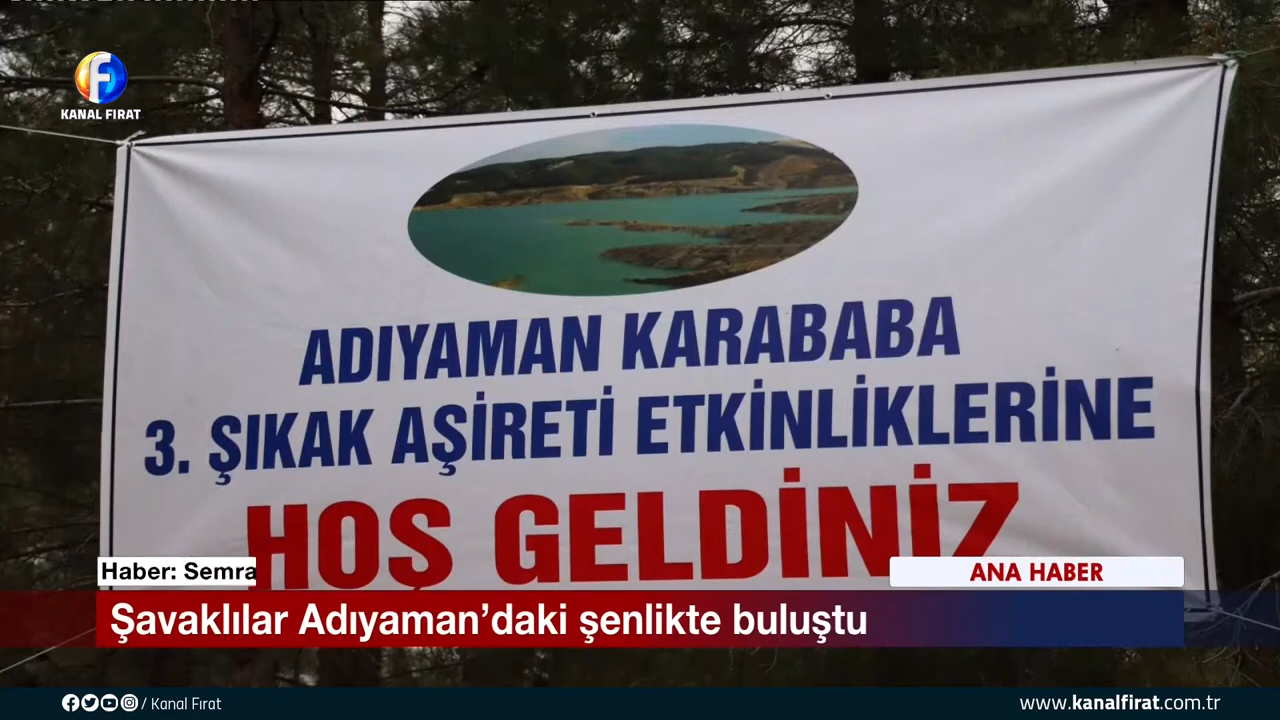 KANAL FIRAT
ADIYAMAN KARABABA
3. ŞIKAK AŞİRETİ ETKİNLİKLERİNE
HOŞ GELDİNİZ
Haber: Semra
ANA HABER
Şavaklılar Adıyaman’daki şenlikte buluştu
/ Kanal Fırat
www.kanalfirat.com.tr